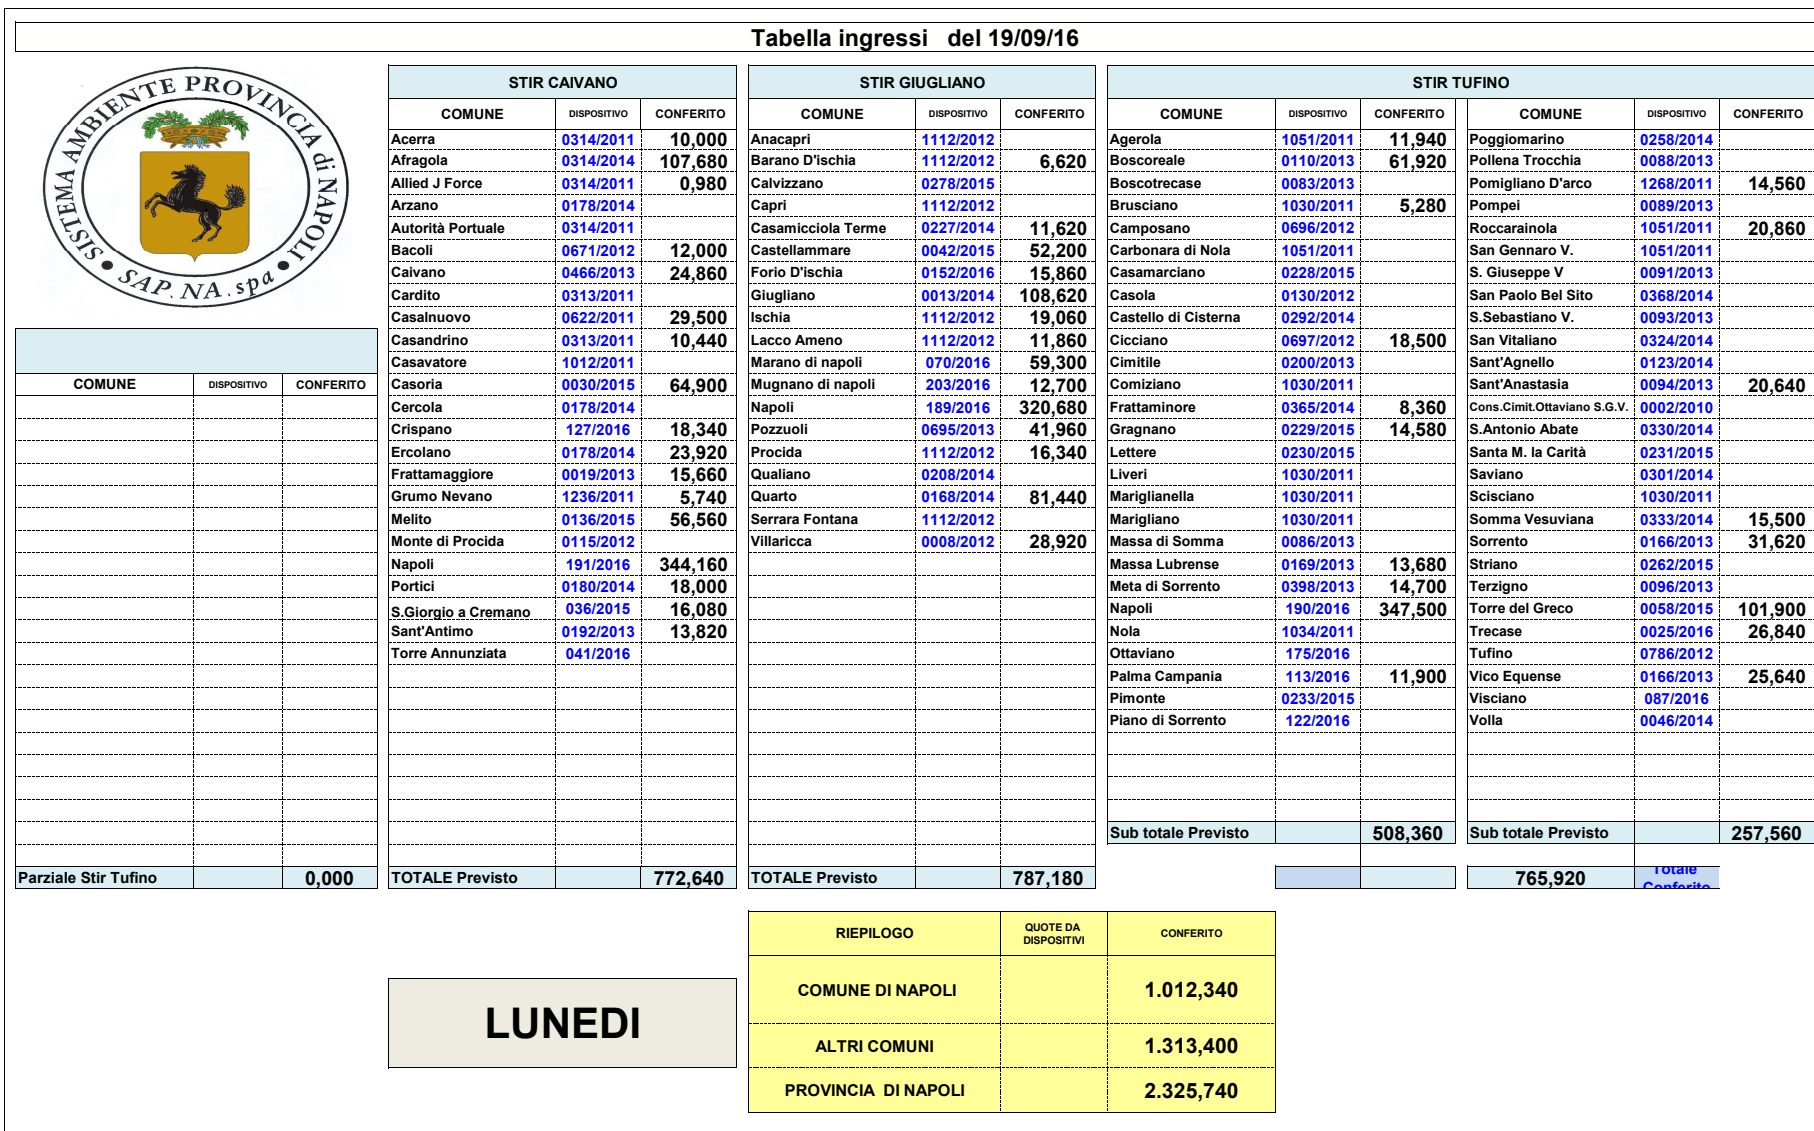 Tabella ingressi del 19/09/16
SISTEMA AMBIENTE PROVINCIA di NAPOLI
• SAP.NA.spa •
COMUNE DISPOSITIVO CONFERITO
Parziale Stir Tufino 0,000
STIR CAIVANO
COMUNE DISPOSITIVO CONFERITO
Acerra 0314/2011 10,000
Afragola 0314/2014 107,680
Allied J Force 0314/2011 0,980
Arzano 0178/2014
Autorità Portuale 0314/2011
Bacoli 0671/2012 12,000
Caivano 0466/2013 24,860
Cardito 0313/2011
Casalnuovo 0622/2011 29,500
Casandrino 0313/2011 10,440
Casavatore 1012/2011
Casoria 0030/2015 64,900
Cercola 0178/2014
Crispano 127/2016 18,340
Ercolano 0178/2014 23,920
Frattamaggiore 0019/2013 15,660
Grumo Nevano 1236/2011 5,740
Melito 0136/2015 56,560
Monte di Procida 0115/2012
Napoli 191/2016 344,160
Portici 0180/2014 18,000
S.Giorgio a Cremano 036/2015 16,080
Sant'Antimo 0192/2013 13,820
Torre Annunziata 041/2016
TOTALE Previsto 772,640
STIR GIUGLIANO
COMUNE DISPOSITIVO CONFERITO
Anacapri 1112/2012
Barano D'ischia 1112/2012 6,620
Calvizzano 0278/2015
Capri 1112/2012
Casamicciola Terme 0227/2014 11,620
Castellammare 0042/2015 52,200
Forio D'ischia 0152/2016 15,860
Giugliano 0013/2014 108,620
Ischia 1112/2012 19,060
Lacco Ameno 1112/2012 11,860
Marano di napoli 070/2016 59,300
Mugnano di napoli 203/2016 12,700
Napoli 189/2016 320,680
Pozzuoli 0695/2013 41,960
Procida 1112/2012 16,340
Qualiano 0208/2014
Quarto 0168/2014 81,440
Serrara Fontana 1112/2012
Villaricca 0008/2012 28,920
TOTALE Previsto 787,180
STIR TUFINO
COMUNE DISPOSITIVO CONFERITO
Agerola 1051/2011 11,940
Boscoreale 0110/2013 61,920
Boscotrecase 0083/2013
Brusciano 1030/2011 5,280
Camposano 0696/2012
Carbonara di Nola 1051/2011
Casamarciano 0228/2015
Casola 0130/2012
Castello di Cisterna 0292/2014
Cicciano 0697/2012 18,500
Cimitile 0200/2013
Comiziano 1030/2011
Frattaminore 0365/2014 8,360
Gragnano 0229/2015 14,580
Lettere 0230/2015
Liveri 1030/2011
Mariglianella 1030/2011
Marigliano 1030/2011
Massa di Somma 0086/2013
Massa Lubrense 0169/2013 13,680
Meta di Sorrento 0398/2013 14,700
Napoli 190/2016 347,500
Nola 1034/2011
Ottaviano 175/2016
Palma Campania 113/2016 11,900
Pimonte 0233/2015
Piano di Sorrento 122/2016
Sub totale Previsto 508,360
COMUNE DISPOSITIVO CONFERITO
Poggiomarino 0258/2014
Pollena Trocchia 0088/2013
Pomigliano D'arco 1268/2011 14,560
Pompei 0089/2013
Roccarainola 1051/2011 20,860
San Gennaro V. 1051/2011
S. Giuseppe V 0091/2013
San Paolo Bel Sito 0368/2014
S.Sebastiano V. 0093/2013
San Vitaliano 0324/2014
Sant'Agnello 0123/2014
Sant'Anastasia 0094/2013 20,640
Cons.Cimit.Ottaviano S.G.V. 0002/2010
S.Antonio Abate 0330/2014
Santa M. la Carità 0231/2015
Saviano 0301/2014
Scisciano 1030/2011
Somma Vesuviana 0333/2014 15,500
Sorrento 0166/2013 31,620
Striano 0262/2015
Terzigno 0096/2013
Torre del Greco 0058/2015 101,900
Trecase 0025/2016 26,840
Tufino 0786/2012
Vico Equense 0166/2013 25,640
Visciano 087/2016
Volla 0046/2014
Sub totale Previsto 257,560
765,920 Totale
Conferito
RIEPILOGO QUOTE DA DISPOSITIVI CONFERITO
COMUNE DI NAPOLI 1.012,340
ALTRI COMUNI 1.313,400
PROVINCIA DI NAPOLI 2.325,740
LUNEDI